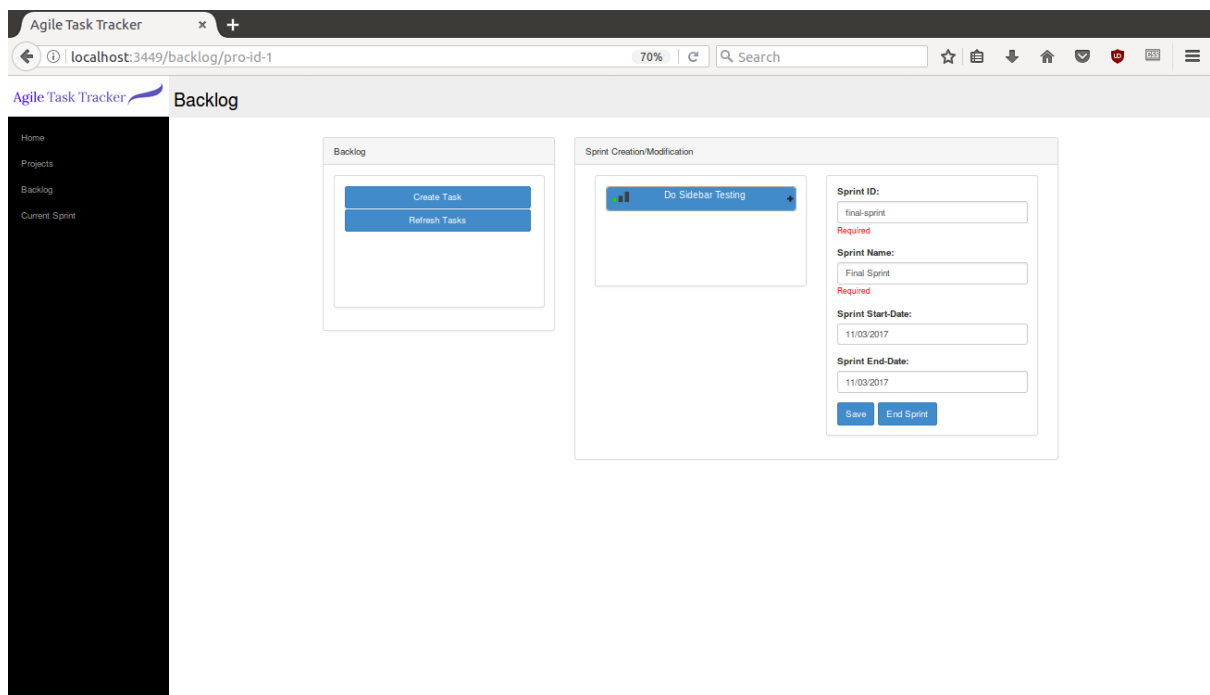 Agile Task Tracker
localhost:3449/backlog/pro-id-1
70%
Search
CSS
Agile Task Tracker
Backlog
Home
Projects
Backlog
Current Sprint
Backlog
Create Task
Refresh Tasks
Sprint Creation/Modification
Do Sidebar Testing
Sprint ID:
final-sprint
Required
Sprint Name:
Final Sprint
Required
Sprint Start-Date:
11/03/2017
Sprint End-Date:
11/03/2017
Save
End Sprint